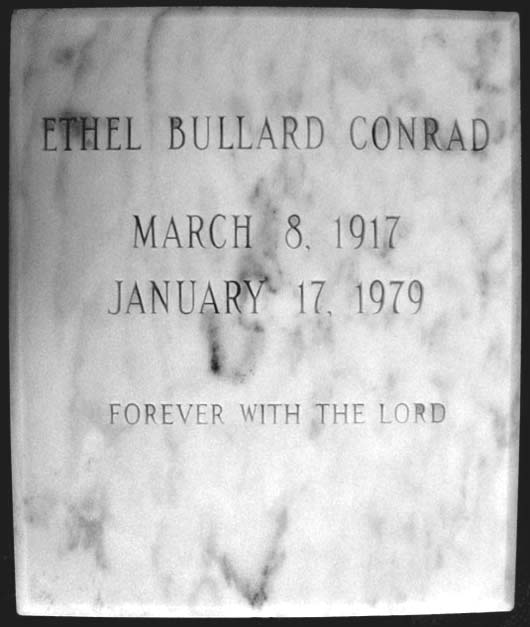 ETHEL BULLARD CONRAD
MARCH 8, 1917
JANUARY 17, 1979
FOREVER WITH THE LORD